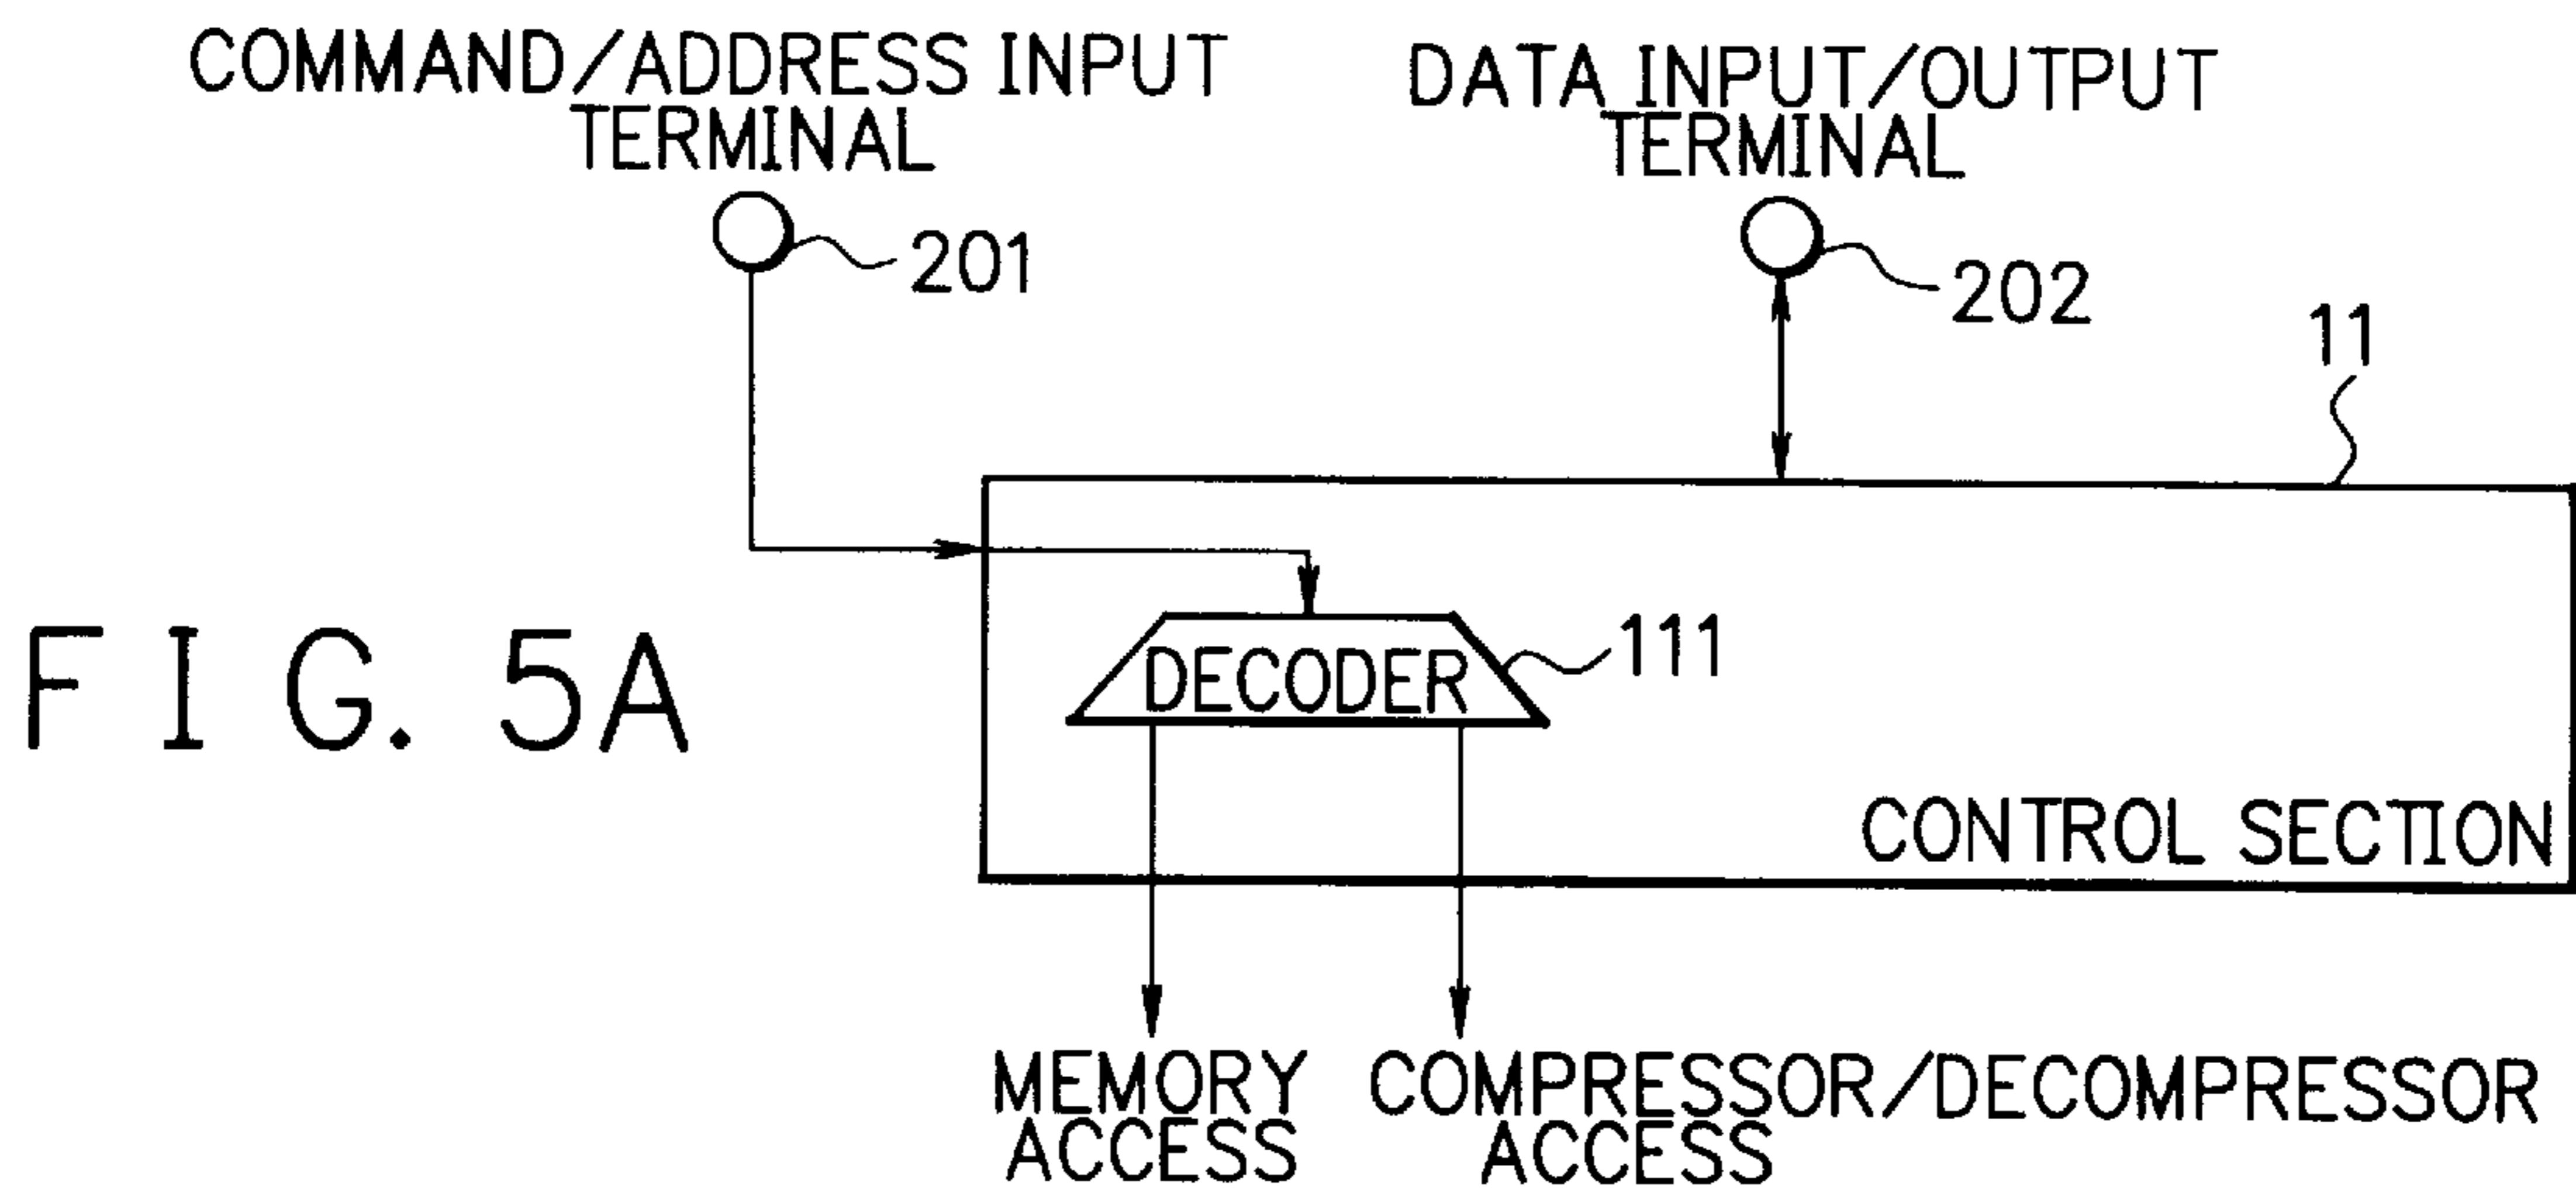 COMMAND/ADDRESS INPUT
TERMINAL
DATA INPUT/OUTPUT
TERMINAL
201
202
11
FIG. 5A
DECODER
111
CONTROL SECTION
MEMORY
ACCESS
COMPRESSOR/DECOMPRESSOR
ACCESS